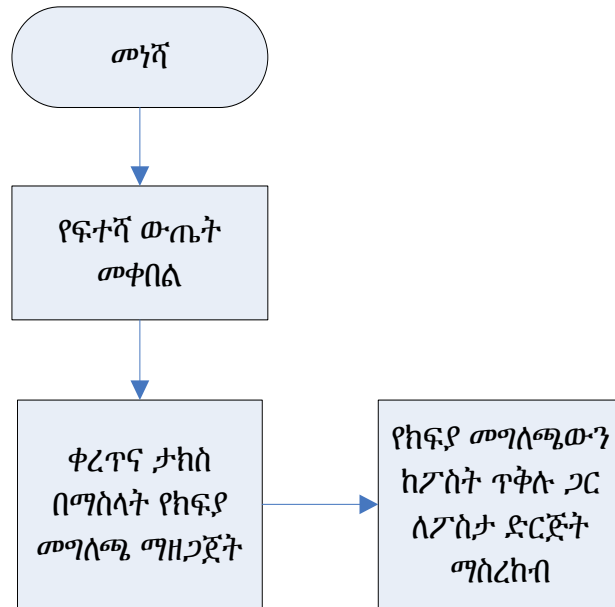 መነሻ
የፍተሻ ውጤት
መቀበል
ቀረጥና ታክስ
በማስላት የክፍያ
መግለጫ ማዘጋጀት
የክፍያ መግለጫውን
ከፖስት ጥቅሉ ጋር
ለፖስታ ድርጅት
ማስረከብ